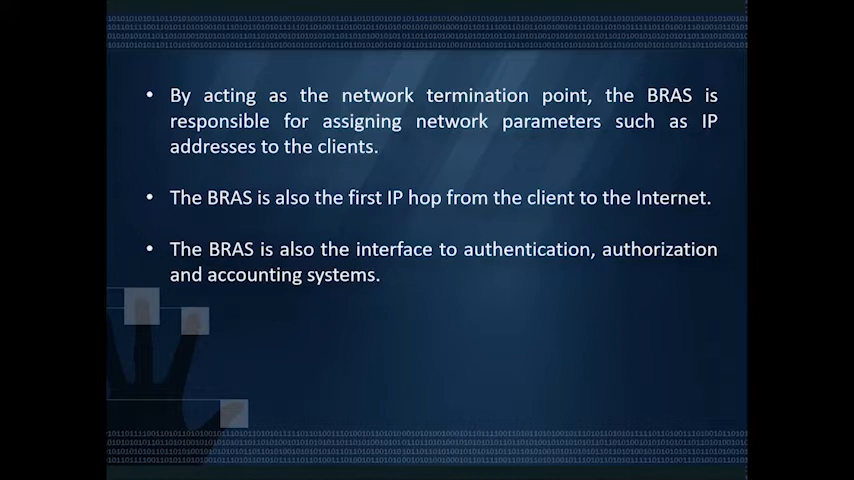 • By acting as the network termination point, the BRAS is
responsible for assigning network parameters such as IP
addresses to the clients.
• The BRAS is also the first IP hop from the client to the Internet.
• The BRAS is also the interface to authentication, authorization
and accounting systems.